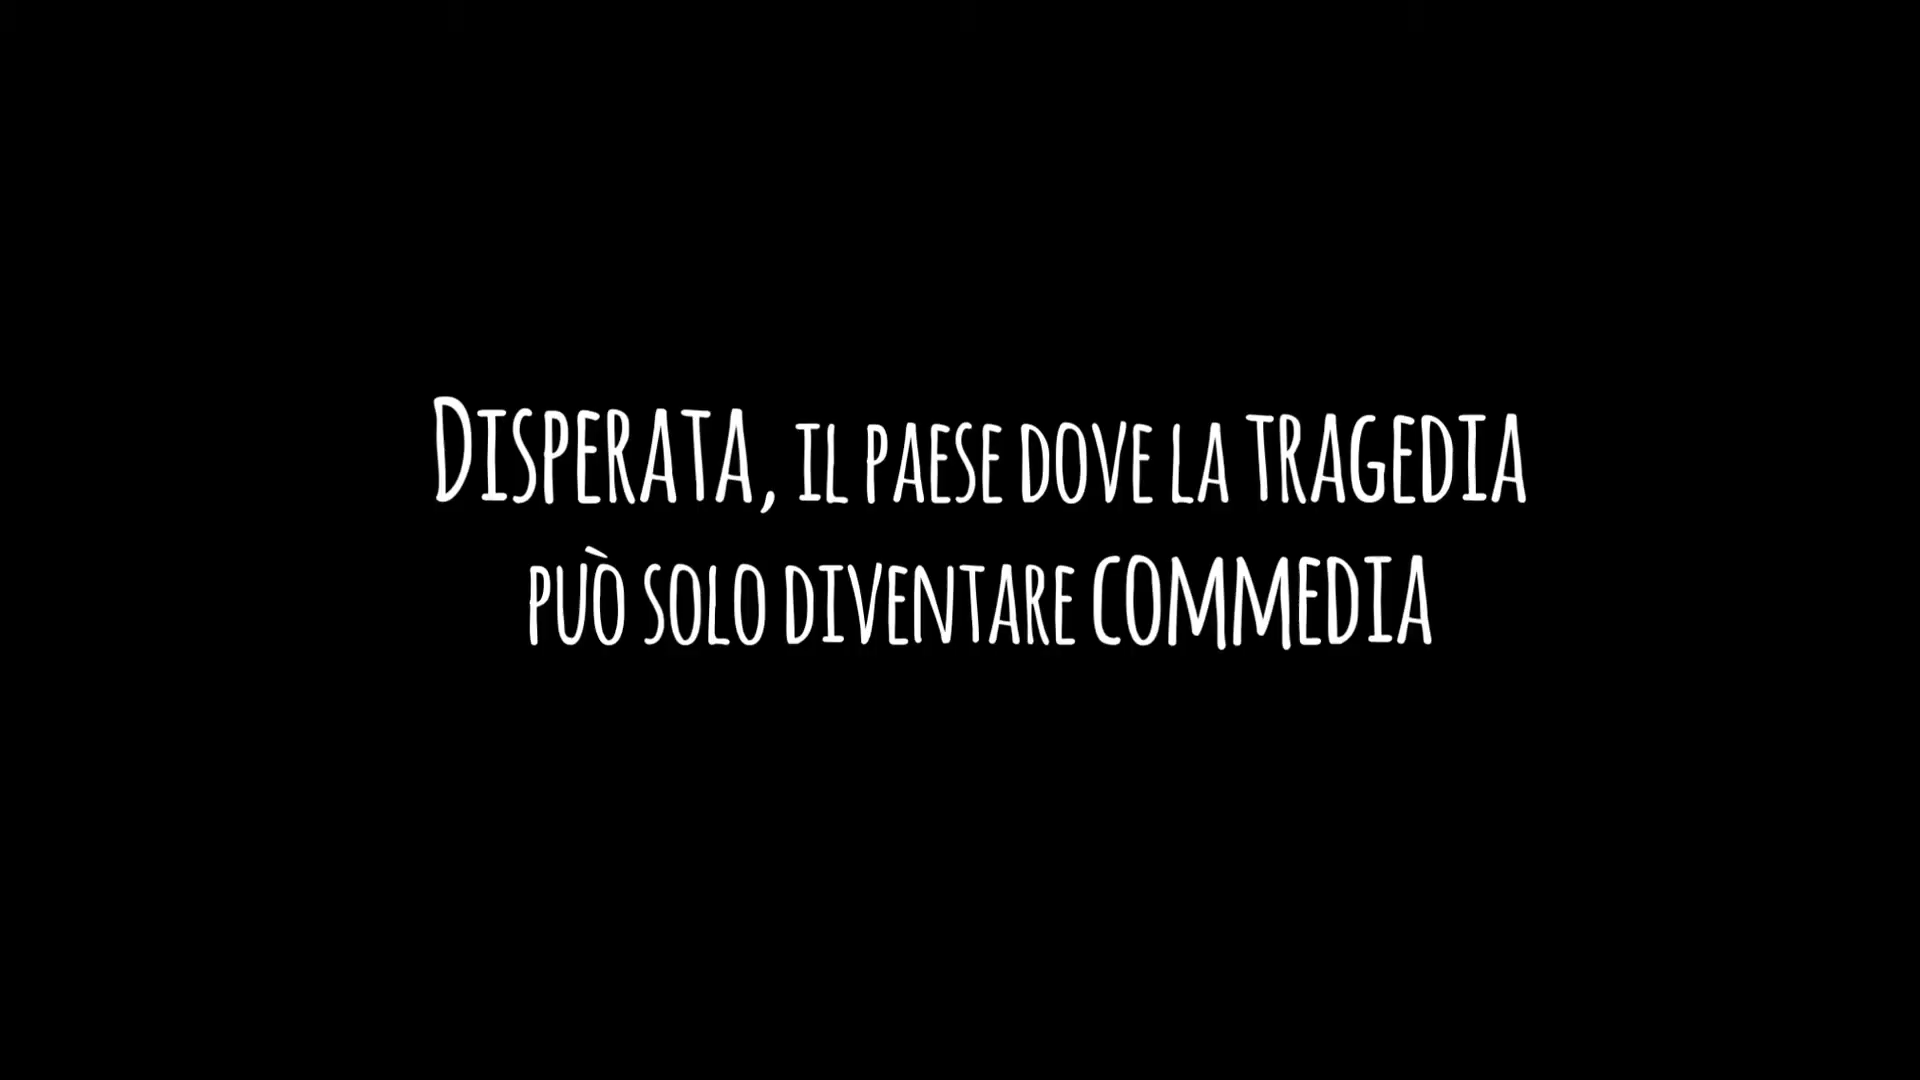 DISPERATA, IL PAESE DOVE LA TRAGEDIA
PUÒ SOLO DIVENTARE COMMEDIA